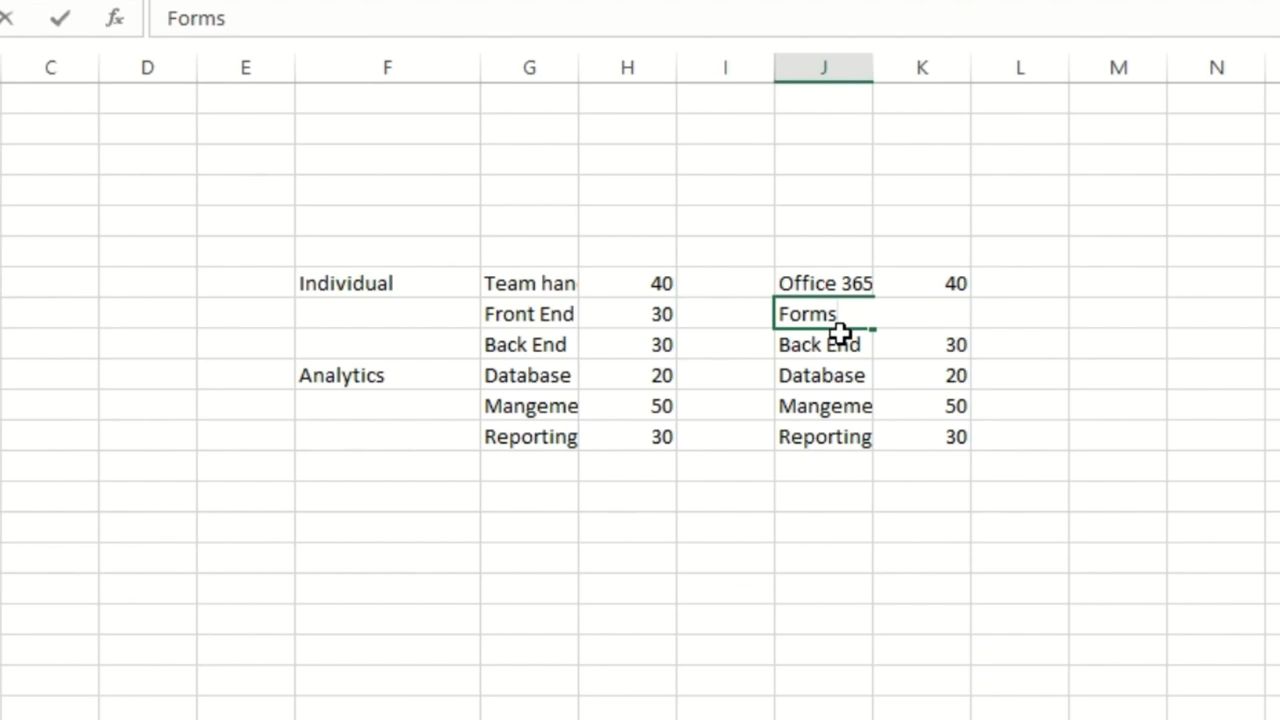 Forms
C D E F G H I J K L M N
Individual Team han 40 Office 365 40
Front End 30 Forms
Back End 30 Back End 30
Analytics Database 20 Database 20
Mangeme 50 Mangeme 50
Reporting 30 Reporting 30